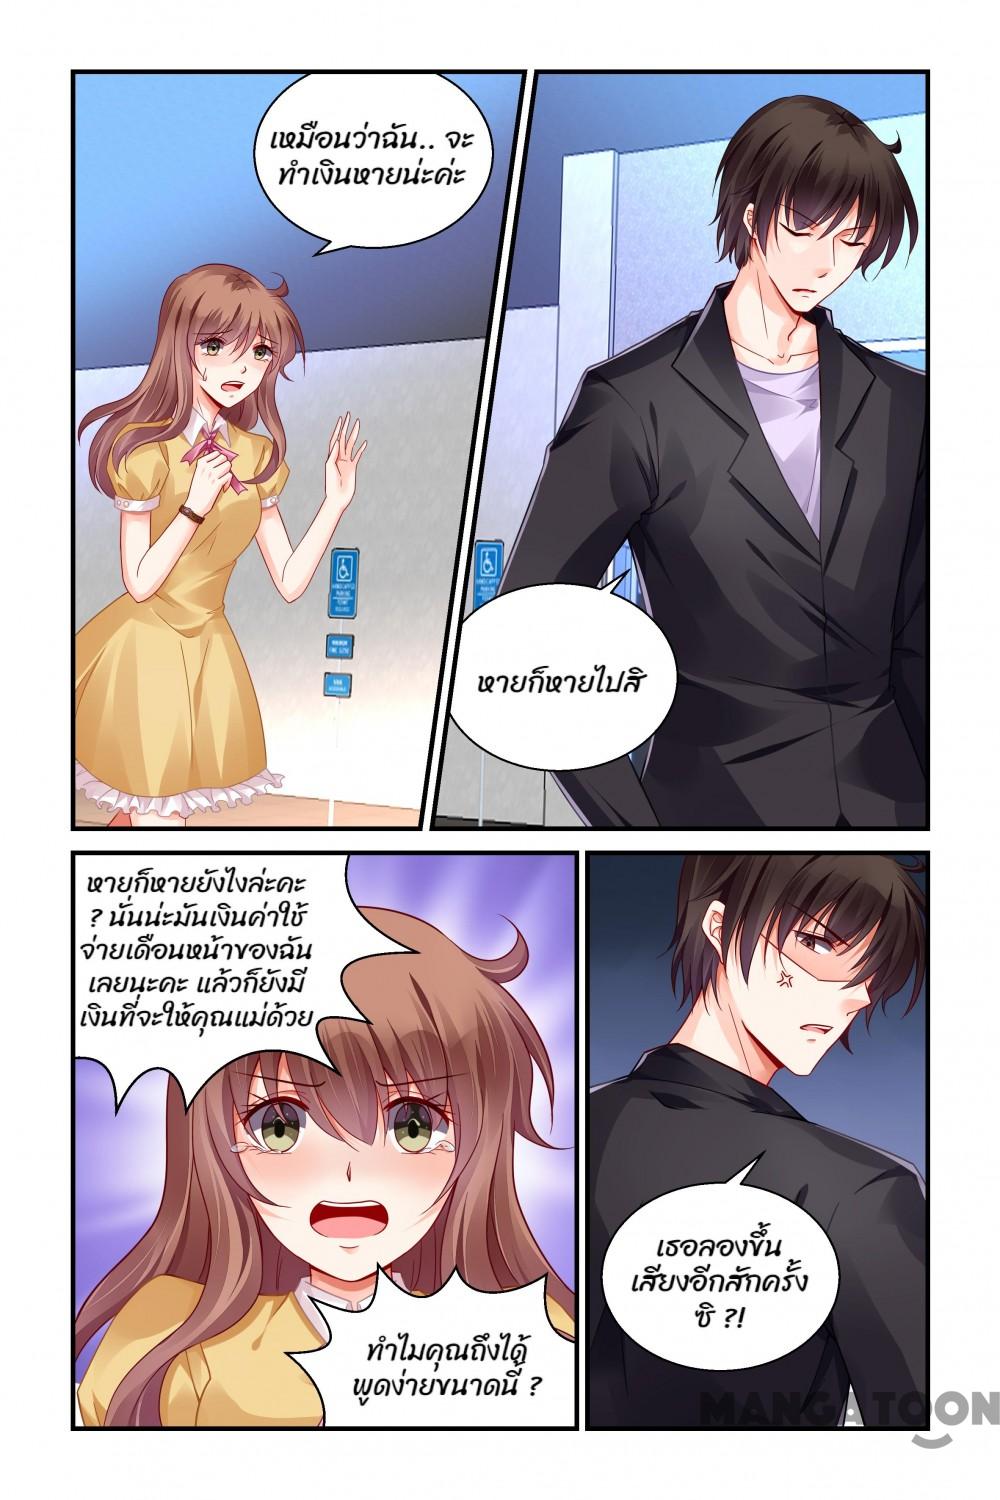 เหมือนว่าฉัน.. จะ
ทำเงินหายน่ะค่ะ
หายก็หายไปสิ
หายก็หายยังไงล่ะคะ
? นั่นน่ะมันเงินค่าใช้
จ่ายเดือนหน้าของฉัน
เลยนะคะ แล้วก็ยังมี
เงินที่จะให้คุณแม่ด้วย
ทำไมคุณถึงได้
พูดง่ายขนาดนี้ ?
เธอลองขึ้น
เสียงอีกสักครั้ง
ซิ ?!
MANGATOON